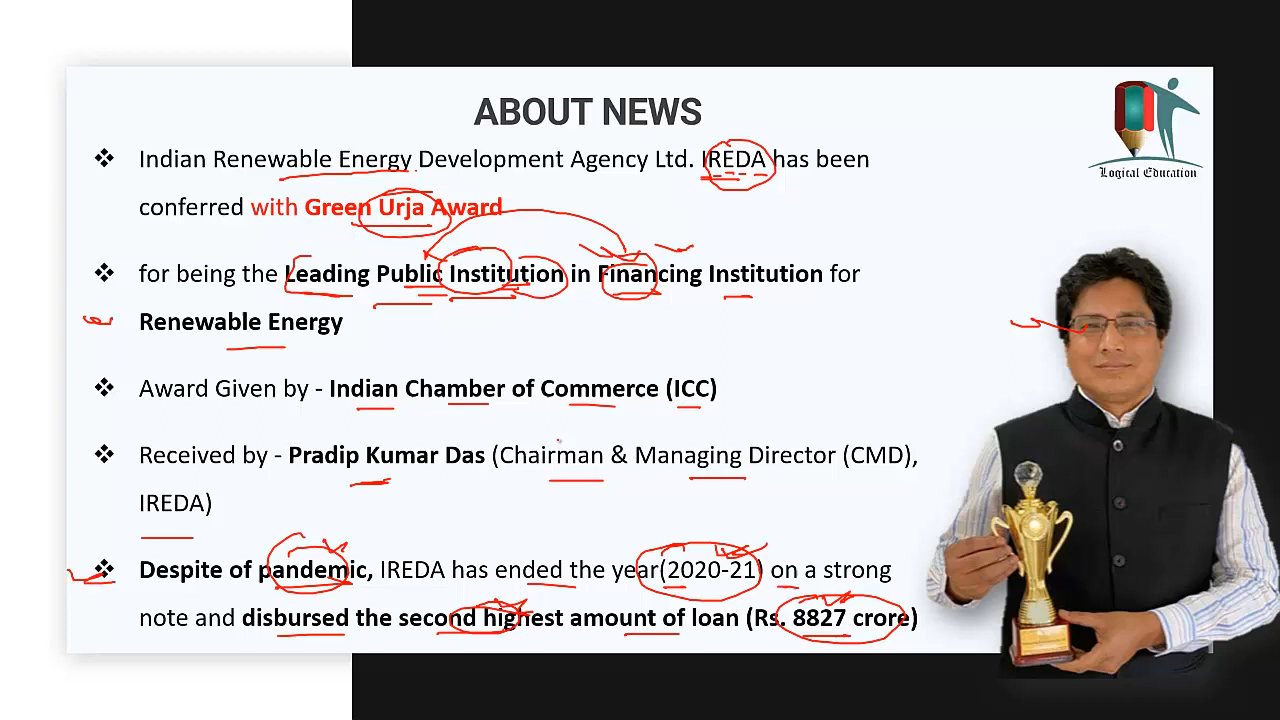 ABOUT NEWS
❖ Indian Renewable Energy Development Agency Ltd. IREDA has been
conferred with Green Urja Award
❖ for being the Leading Public Institution in Financing Institution for
Renewable Energy
❖ Award Given by - Indian Chamber of Commerce (ICC)
❖ Received by - Pradip Kumar Das (Chairman & Managing Director (CMD),
IREDA)
❖ Despite of pandemic, IREDA has ended the year(2020-21) on a strong
note and disbursed the second highest amount of loan (Rs. 8827 crore)
Logical Education